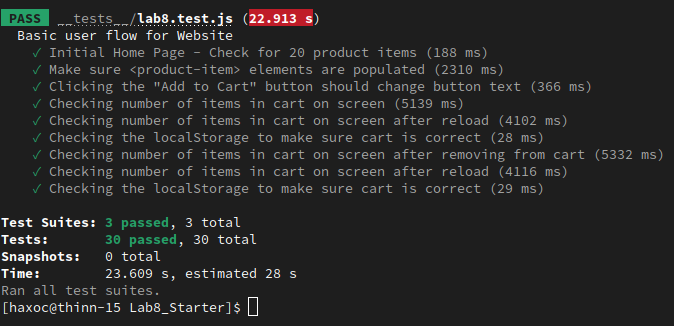 PASS __tests__/lab8.test.js (22.913 s)
Basic user flow for Website
✓ Initial Home Page – Check for 20 product items (188 ms)
✓ Make sure <product-item> elements are populated (2310 ms)
✓ Clicking the "Add to Cart" button should change button text (366 ms)
✓ Checking number of items in cart on screen (5139 ms)
✓ Checking number of items in cart on screen after reload (4102 ms)
✓ Checking the localStorage to make sure cart is correct (28 ms)
✓ Checking number of items in cart on screen after removing from cart (5332 ms)
✓ Checking number of items in cart on screen after reload (4116 ms)
✓ Checking the localStorage to make sure cart is correct (29 ms)
Test Suites: 3 passed, 3 total
Tests: 30 passed, 30 total
Snapshots: 0 total
Time: 23.609 s, estimated 28 s
Ran all test suites.
[haxoc@thinn-15 Lab8_Starter]$